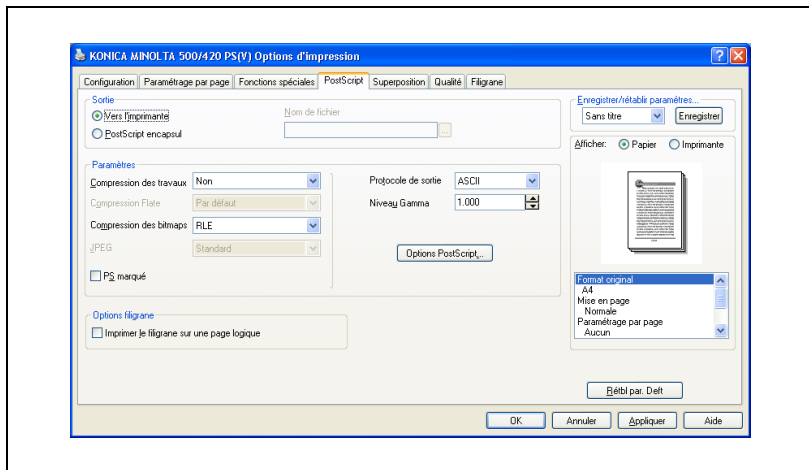 KONICA MINOLTA 500/420 PS(V) Options d'impression
Configuration Paramétrage par page Fonctions spéciales PostScript Superposition Qualité Filigrane
Sortie
Vers l'imprimante
PostScript encapsul
Nom de fichier
...
Paramètres
Compression des travaux Non
Compression Flate Par défaut
Compression des bitmaps RLE
JPEG Standard
PS marqué
Protocole de sortie ASCII
Niveau Gamma 1.000
Options PostScript...
Options filigrane
Imprimer le filigrane sur une page logique
Enregistrer/rétablir paramètres...
Sans titre Enregistrer
Afficher: Papier Imprimante
Format original
A4
Mise en page
Normale
Paramétrage par page
Aucun
Rétbl par. Deft
OK Annuler Appliquer Aide